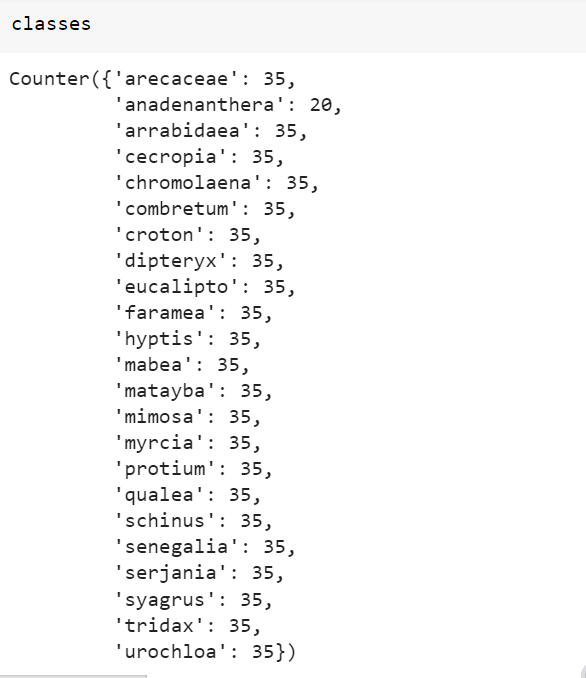 classes
Counter({'arecaceae': 35,
'anadenanthera': 20,
'arrabidaea': 35,
'cecropia': 35,
'chromolaena': 35,
'combretum': 35,
'croton': 35,
'dipteryx': 35,
'eucalipto': 35,
'faramea': 35,
'hyptis': 35,
'mabea': 35,
'matayba': 35,
'mimosa': 35,
'myrcia': 35,
'protium': 35,
'qualea': 35,
'schinus': 35,
'senegalia': 35,
'serjania': 35,
'syagrus': 35,
'tridax': 35,
'urochloa': 35})